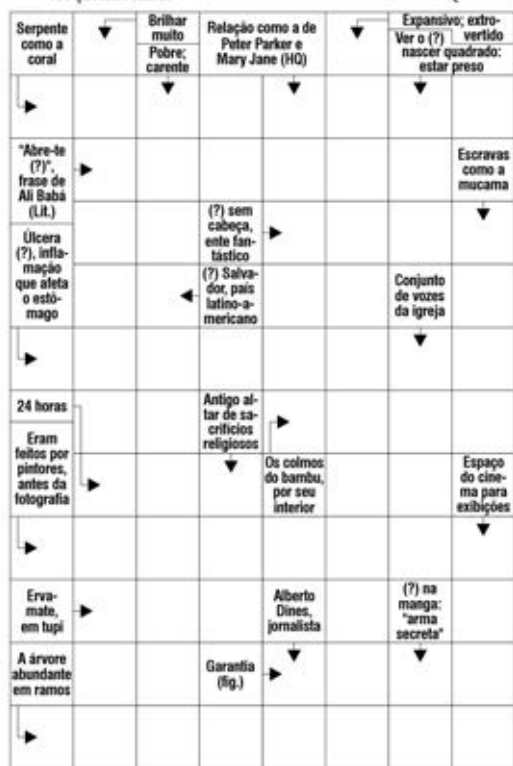 Serpente
como a
coral
Brilhar
muito
Pobre;
carente
Relação como a de
Peter Parker e
Mary Jane (HQ)
Expansivo; extro-
vertido
Ver o (?)
nascer quadrado:
estar preso
"Abre-te
(?)",
frase de
Ali Babá
(Lit.)
Escravas
como a
mucama
Úlcera
(?), infla-
mação
que afeta
o estô-
mago
(?) sem
cabeça,
ente fan-
tástico
(?) Salva-
dor, país
latino-a-
mericano
Conjunto
de vozes
da igreja
24 horas
Eram
feitos por
pintores,
antes da
fotografia
Antigo al-
tar de sa-
crifícios
religiosos
Os colmos
do bambu,
por seu
interior
Espaço
do cine-
ma para
exibições
Erva-
mate,
em tupi
Alberto
Dines,
jornalista
(?) na
manga:
"arma
secreta"
A árvore
abundante
em ramos
Garantia
(fig.)